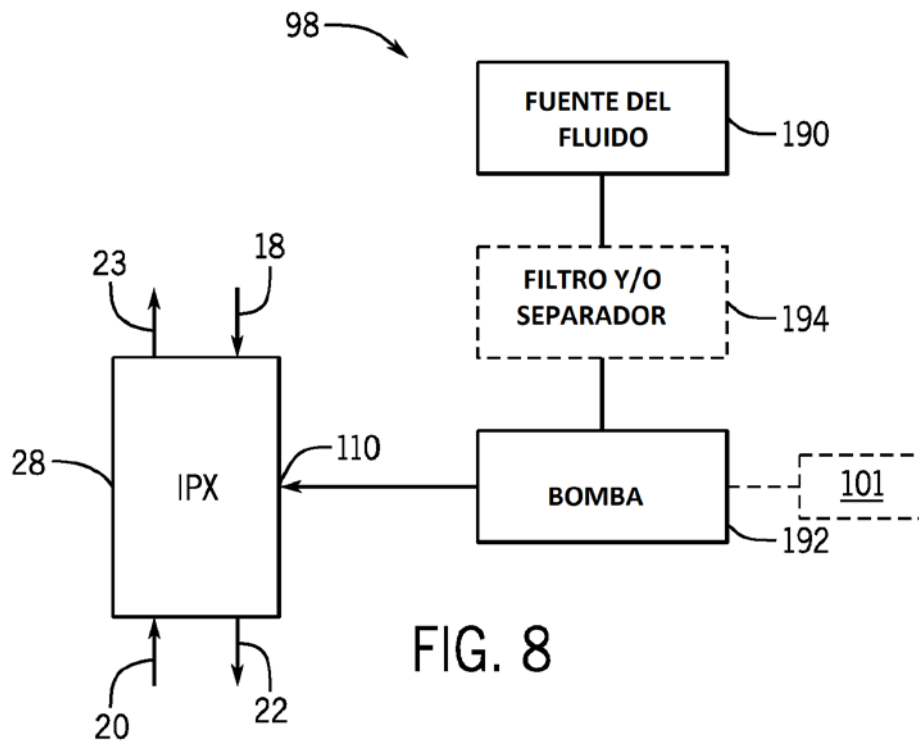 98
FUENTE DEL
FLUIDO
190
23
18
FILTRO Y/O
SEPARADOR
194
28
IPX
110
BOMBA
101
192
20
22
FIG. 8